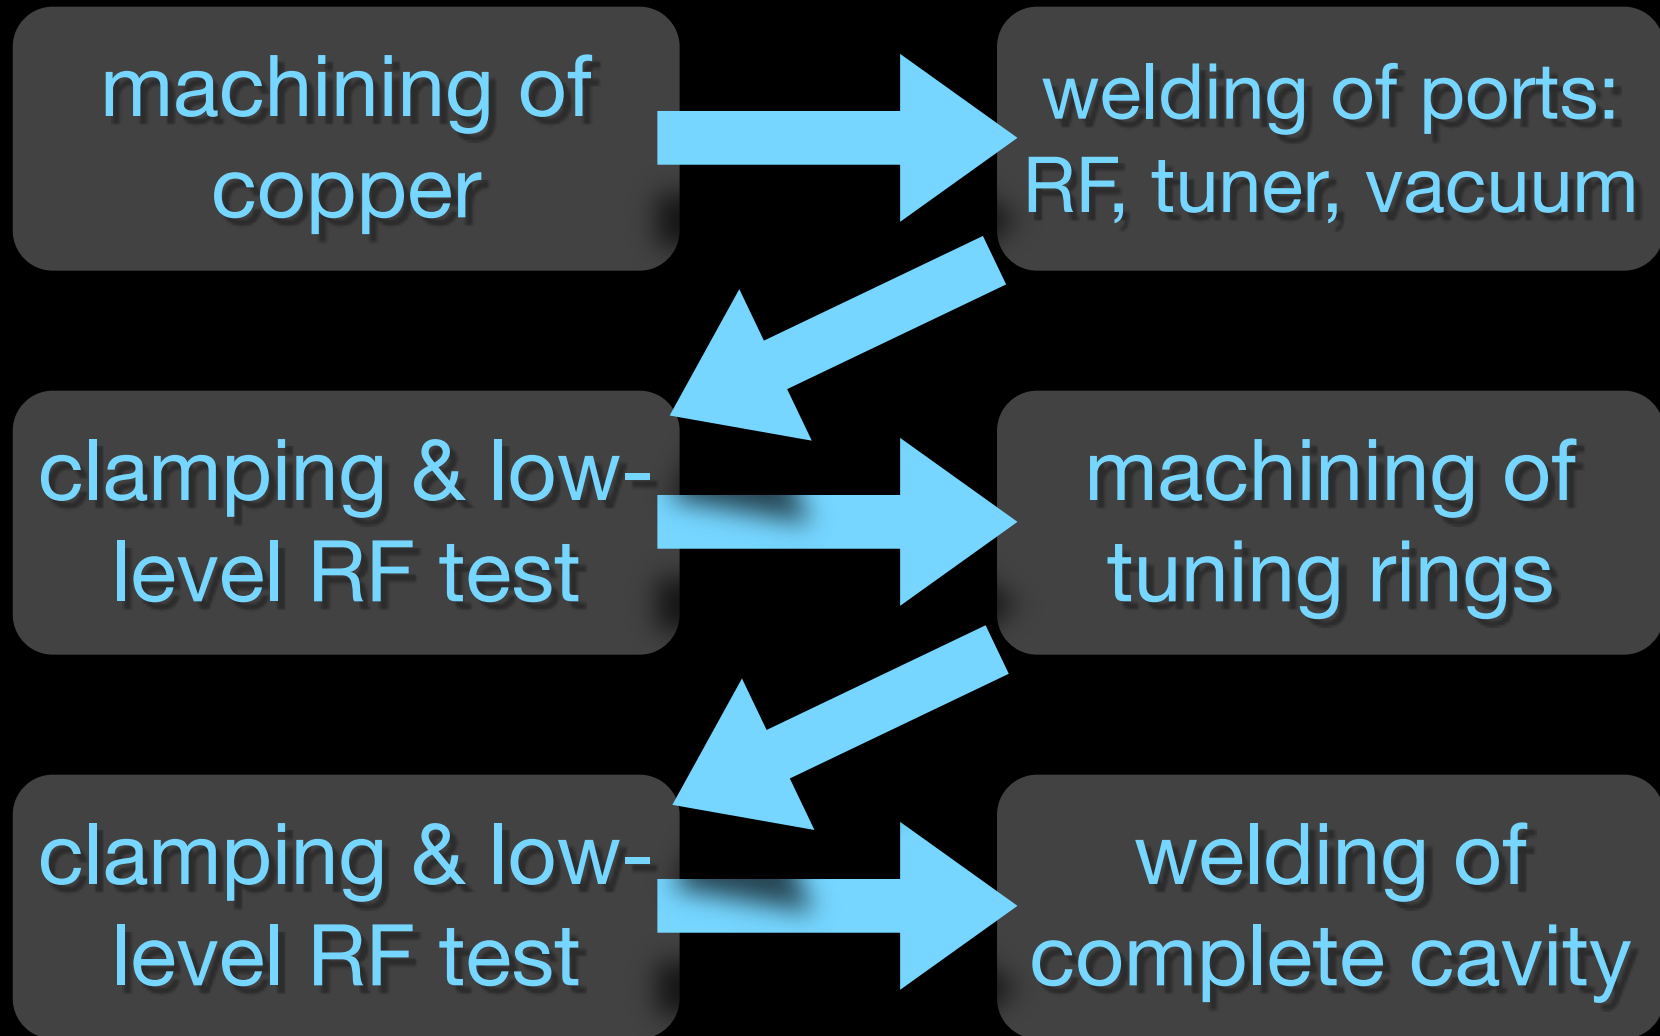 machining of
copper
welding of ports:
RF, tuner, vacuum
clamping & low-
level RF test
machining of
tuning rings
clamping & low-
level RF test
welding of
complete cavity